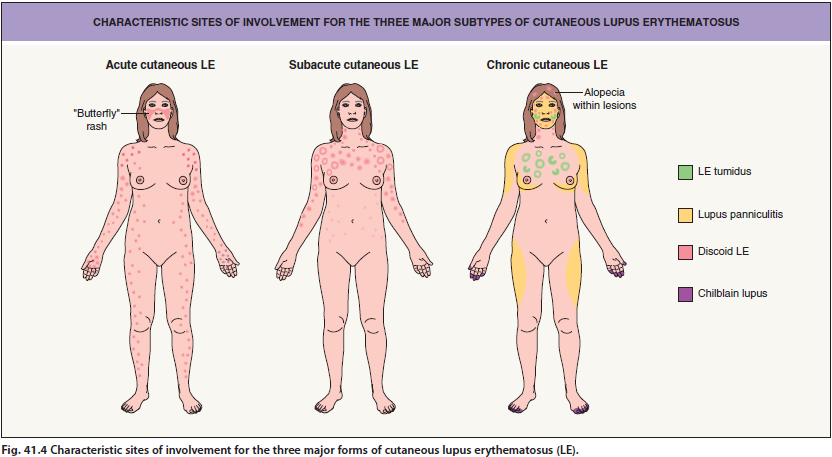 CHARACTERISTIC SITES OF INVOLVEMENT FOR THE THREE MAJOR SUBTYPES OF CUTANEOUS LUPUS ERYTHEMATOSUS
Acute cutaneous LE
Subacute cutaneous LE
Chronic cutaneous LE
"Butterfly"
rash
Alopecia
within lesions
LE tumidus
Lupus panniculitis
Discoid LE
Chilblain lupus
Fig. 41.4 Characteristic sites of involvement for the three major forms of cutaneous lupus erythematosus (LE).